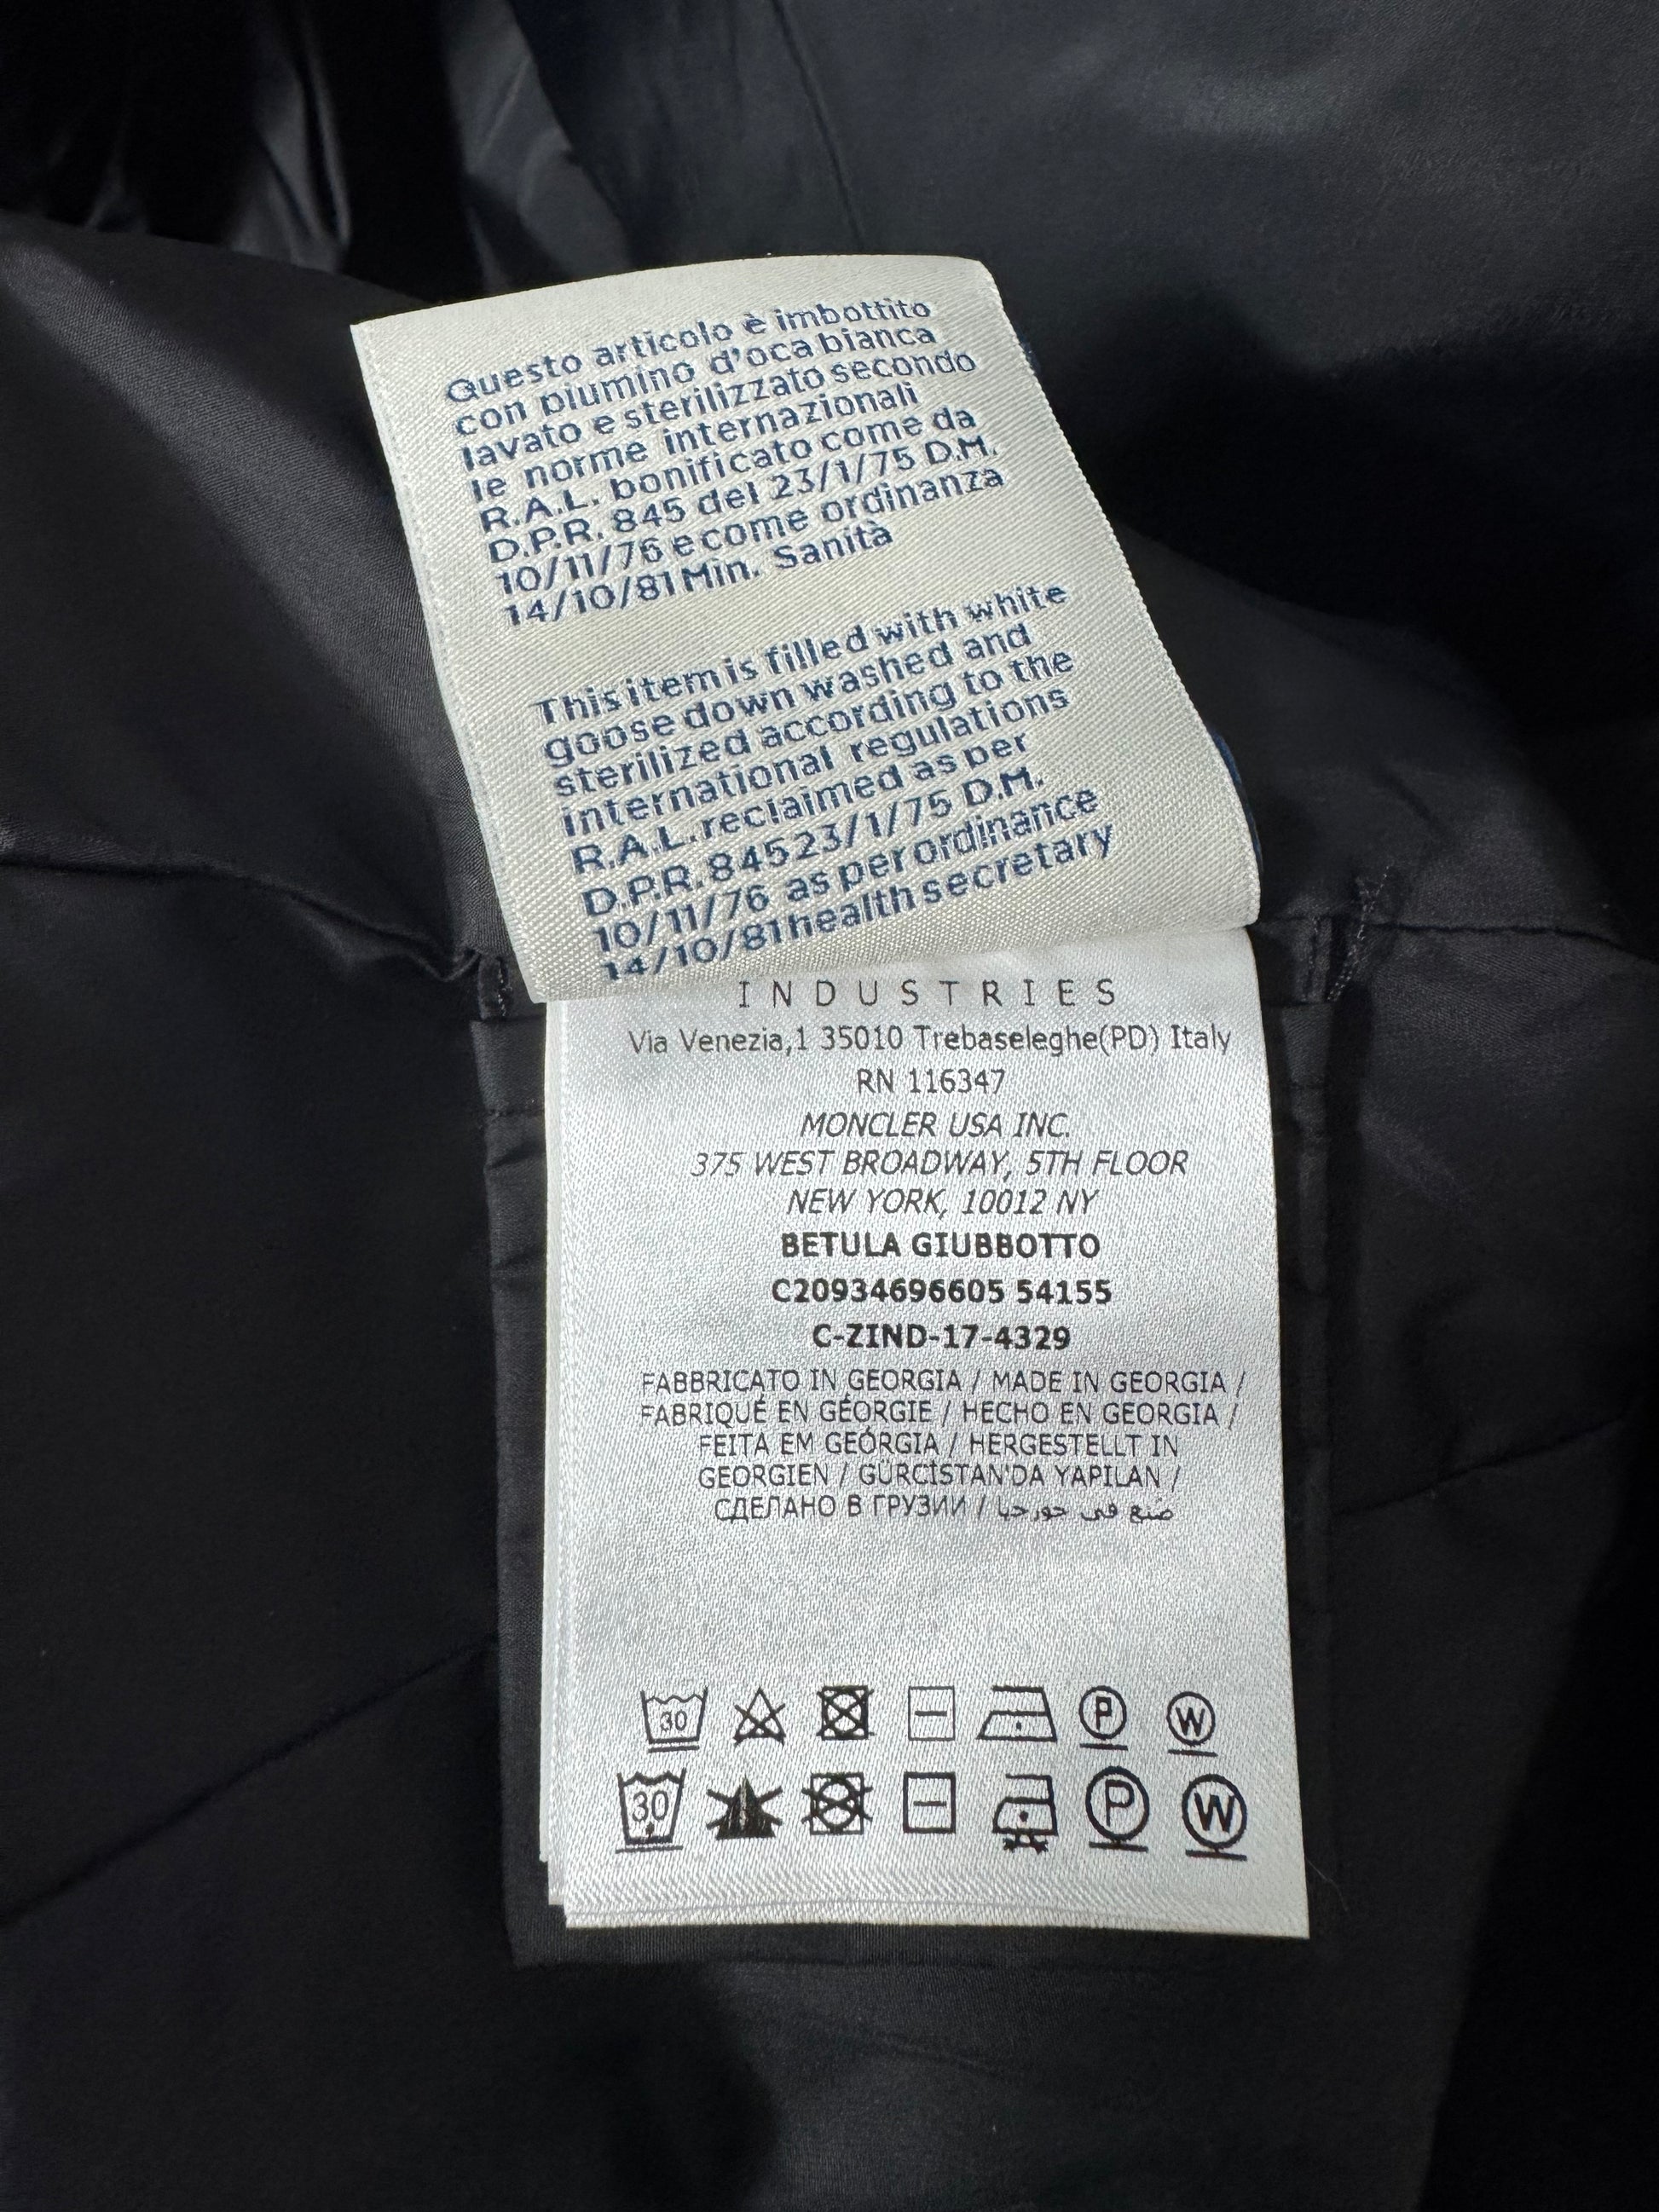 Questo articolo è imbottito
con piumino d'oca bianca
lavato e sterilizzato secondo
le norme internazionali
R.A.L. bonificato come da
D.P.R. 845 del 23/1/75 D.M.
10/11/76 e come ordinanza
14/10/81 Min. Sanità
This item is filled with white
goose down washed and
sterilized according to the
international regulations
R.A.L. reclaimed as per
D.P.R. 845 23/1/75 D.M.
10/11/76 as per ordinance
14/10/81 health secretary
INDUSTRIES
Via Venezia,1 35010 Trebaseleghe(PD) Italy
RN 116347
MONCLER USA INC.
375 WEST BROADWAY, 5TH FLOOR
NEW YORK, 10012 NY
BETULA GIUBBOTTO
C20934696605 54155
C-ZIND-17-4329
FABBRICATO IN GEORGIA / MADE IN GEORGIA /
FABRIQUÉ EN GÉORGIE / HECHO EN GEORGIA /
FEITA EM GEÓRGIA / HERGESTELLT IN
GEORGIEN / GÜRCİSTAN'DA YAPILAN /
СДЕЛАНО В ГРУЗИИ / صنع في جورجيا
30 P W
30 P W